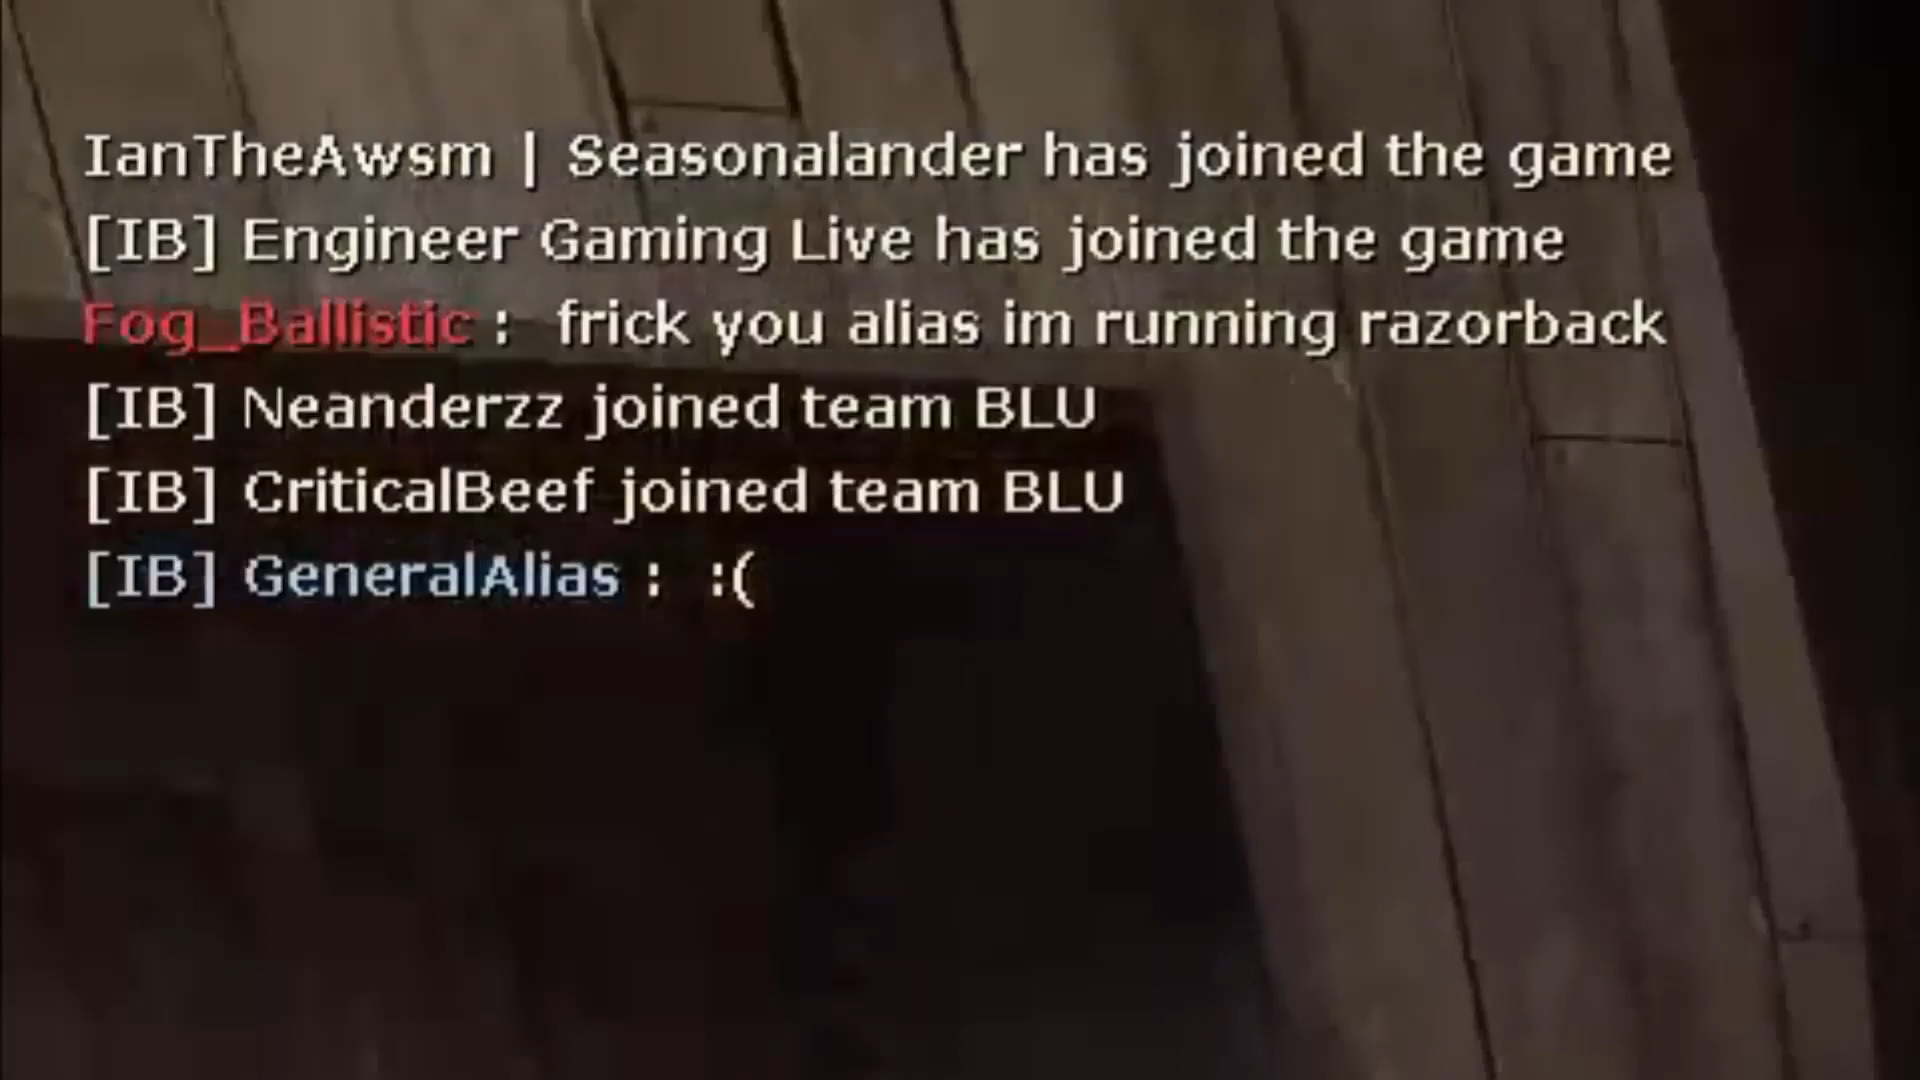 IanTheAwsm | Seasonalander has joined the game
[IB] Engineer Gaming Live has joined the game
Fog_Ballistic :  frick you alias im running razorback
[IB] Neanderzz joined team BLU
[IB] CriticalBeef joined team BLU
[IB] GeneralAlias :  :(